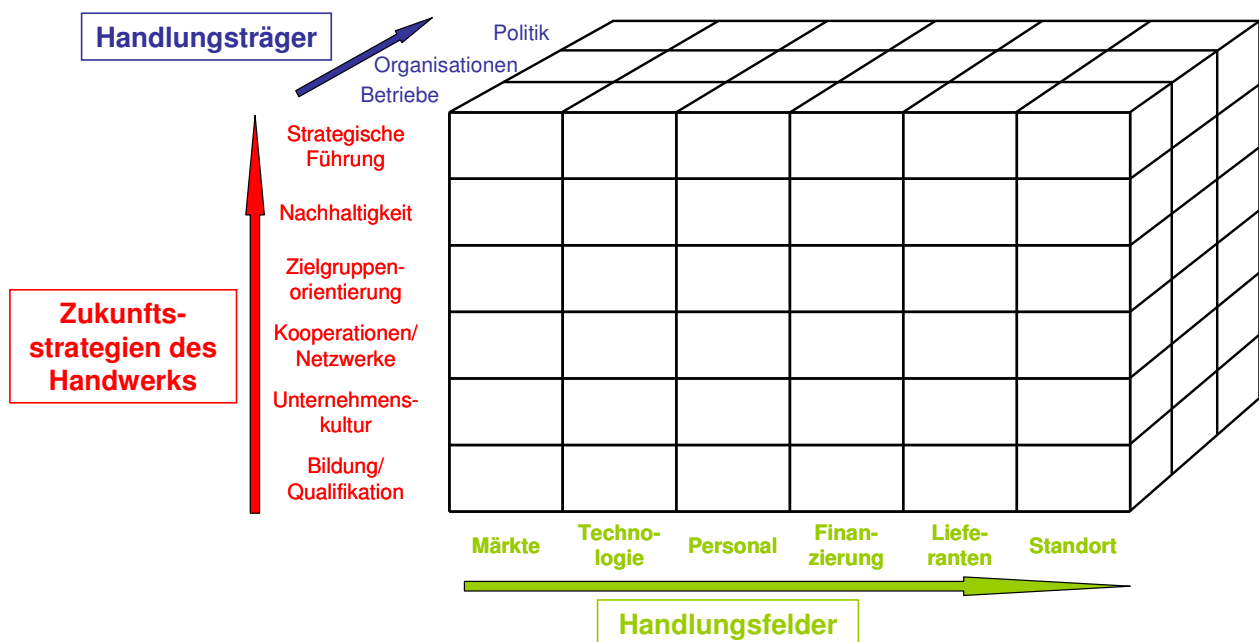 Handlungsträger
Politik
Organisationen
Betriebe
Strategische
Führung
Nachhaltigkeit
Zielgruppen-
orientierung
Zukunfts-
strategien des
Handwerks
Kooperationen/
Netzwerke
Unternehmens-
kultur
Bildung/
Qualifikation
Märkte
Techno-
logie
Personal
Finan-
zierung
Liefe-
ranten
Standort
Handlungsfelder